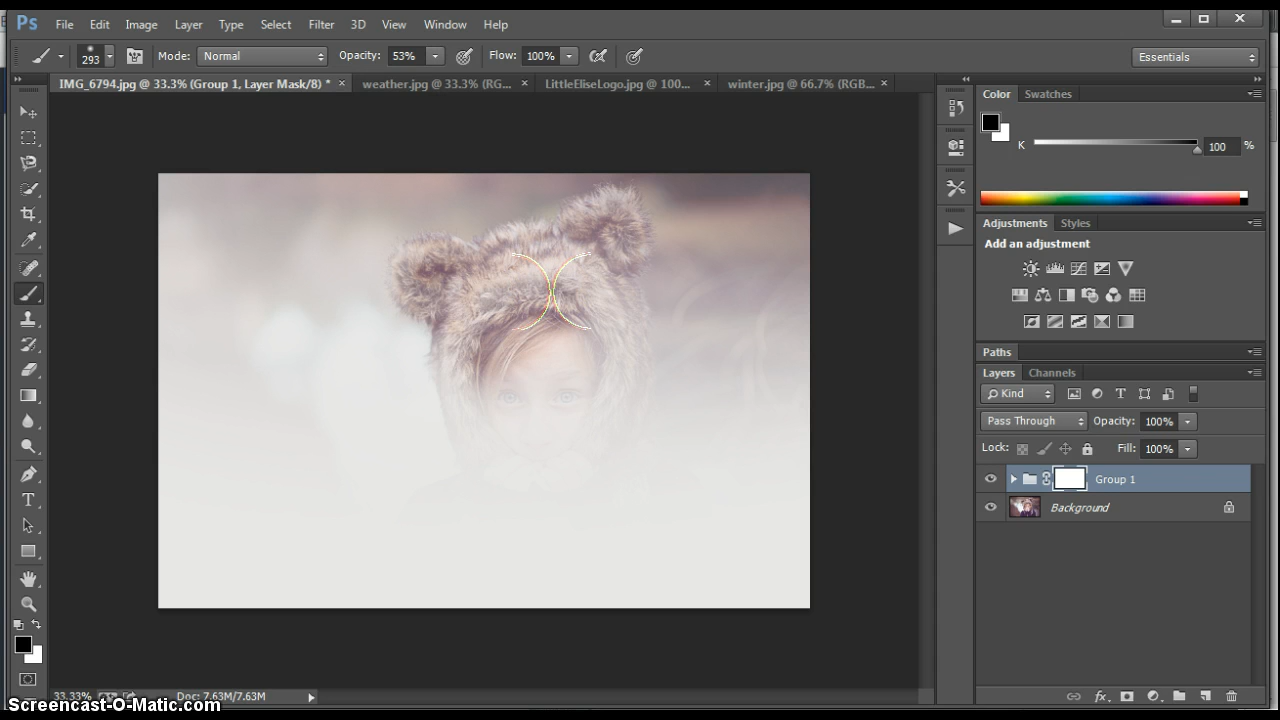 Ps File Edit Image Layer Type Select Filter 3D View Window Help
293 Mode: Normal Opacity: 53% Flow: 100% Essentials
IMG_6794.jpg @ 33.3% (Group 1, Layer Mask/8) * × weather.jpg @ 33.3% (RG... × LittleEliseLogo.jpg @ 100... × winter.jpg @ 66.7% (RGB... ×
Color Swatches
K 100 %
Adjustments Styles
Add an adjustment
Paths
Layers Channels
Kind
Pass Through Opacity: 100%
Lock: Fill: 100%
Group 1
Background
33.33% Doc: 7.63M/7.63M
Screencast-O-Matic.com